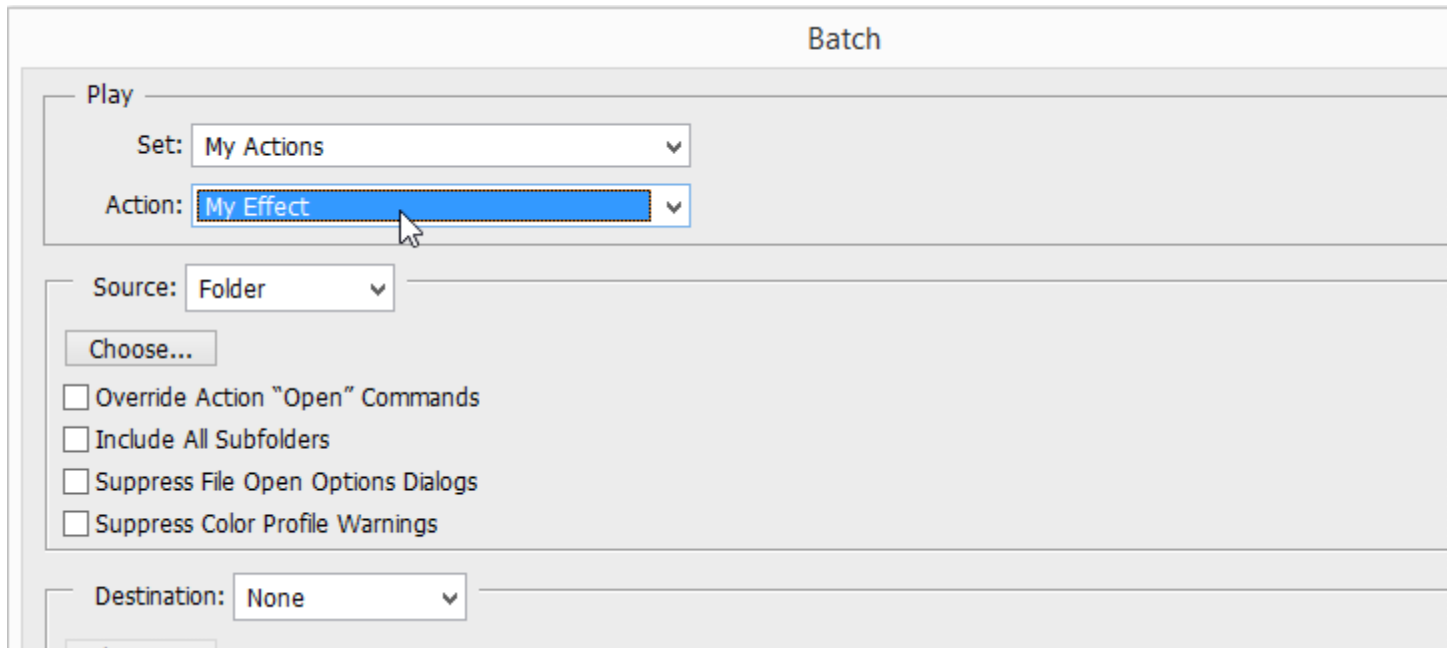 Batch
Play
Set: My Actions
Action: My Effect
Source: Folder
Choose...
Override Action “Open” Commands
Include All Subfolders
Suppress File Open Options Dialogs
Suppress Color Profile Warnings
Destination: None